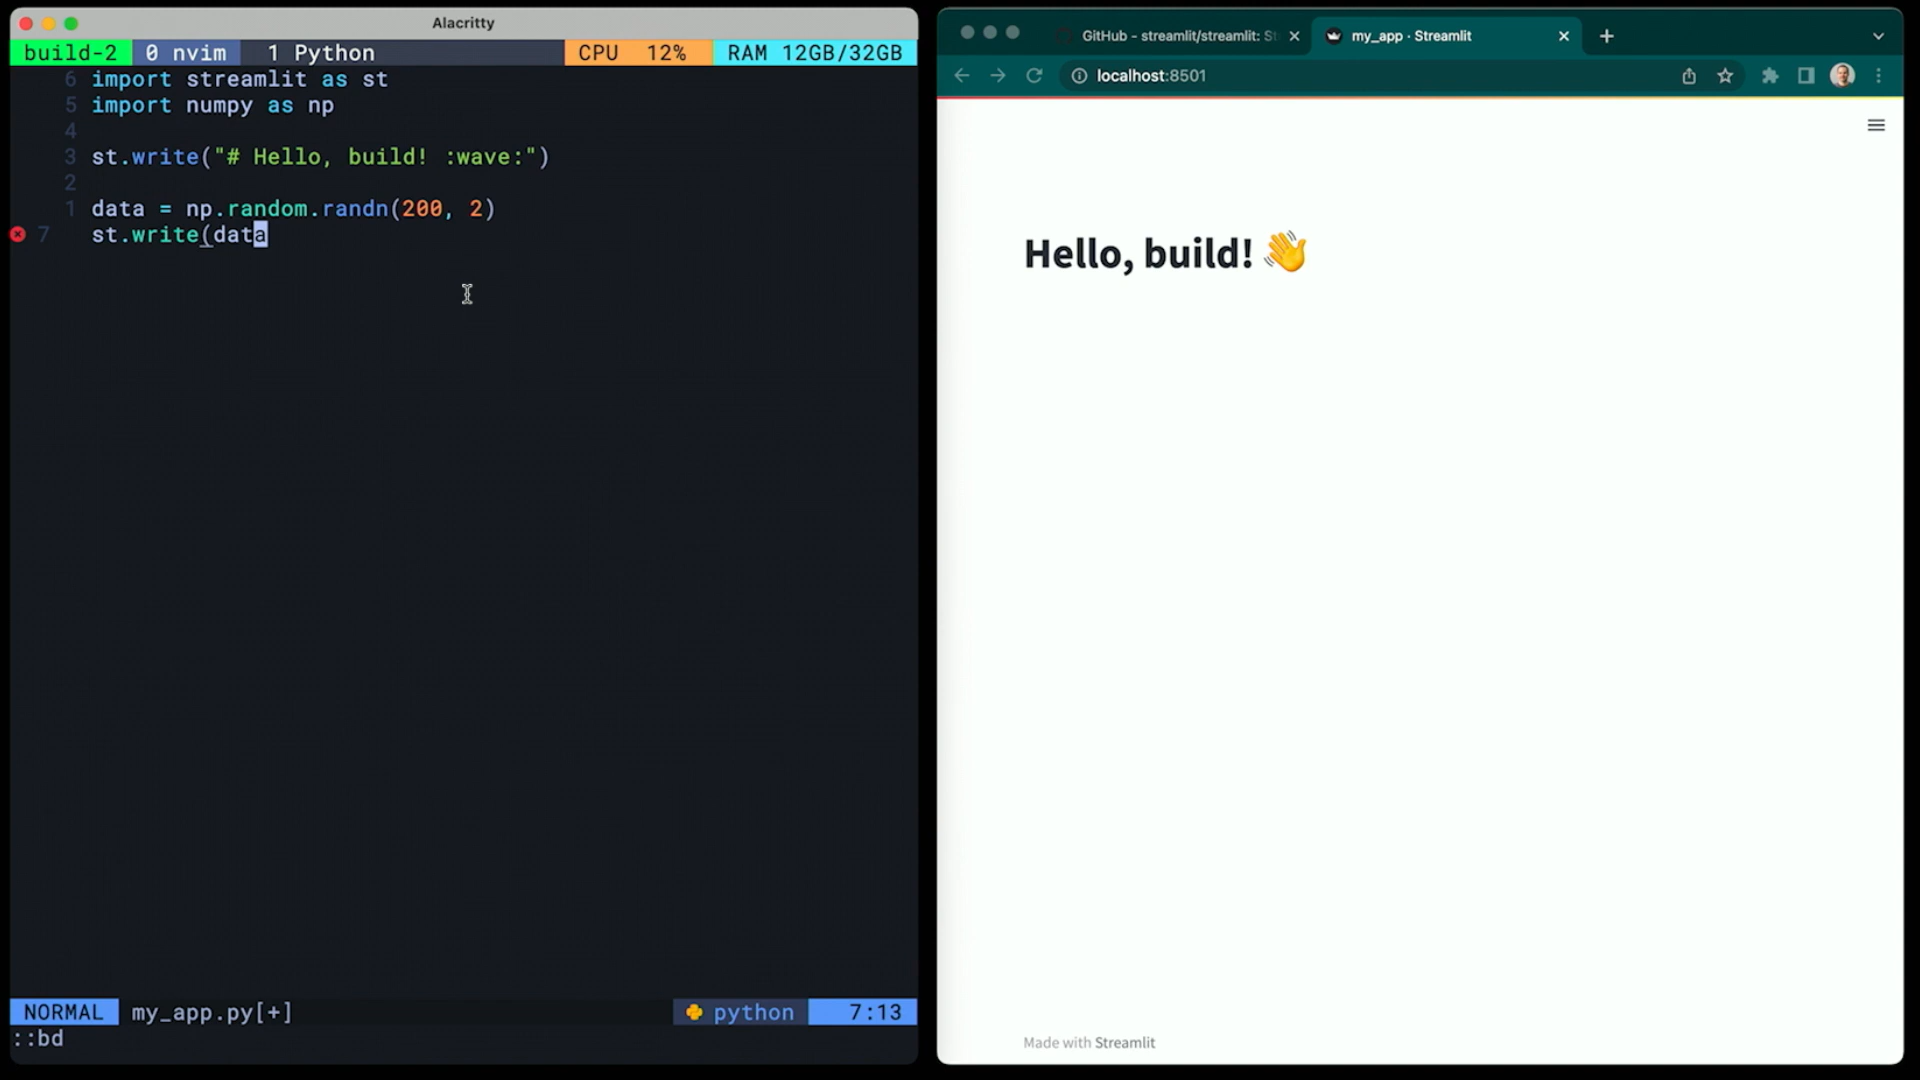 Alacritty
build-2 0 nvim 1 Python CPU 12% RAM 12GB/32GB
6 import streamlit as st
5 import numpy as np
4
3 st.write("# Hello, build! :wave:")
2
1 data = np.random.randn(200, 2)
7 st.write(data
NORMAL my_app.py[+] python 7:13
::bd
GitHub - streamlit/streamlit: St
my_app · Streamlit
localhost:8501
Hello, build! 👋
Made with Streamlit